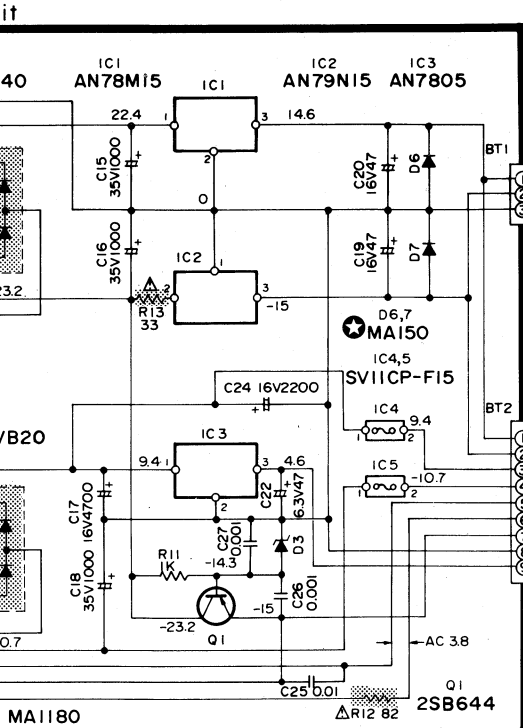 it
IC1 IC2 IC3
40 AN78M15 AN79N15 AN7805
IC1
22.4 1 3 14.6
BT1
2
C15 35V1000 +
C20 16V47 +
D6
0
C16 35V1000 +
C19 16V47 +
D7
IC2 1
23.2 2 3
R13 33
-15
D6,7
MA150
IC4,5
SV11CP-F15
C24 16V2200
+
IC4
9.4
1 2
BT2
VB20
IC3
9.4 1 3 4.6
IC5
-10.7
1 2
2
C17 16V4700 +
C22 6.3V47 +
C27 0.001
D3
R11 1K
-14.3
C18 35V1000 +
C26 0.001
-15
-23.2
Q1
0.7
AC 3.8
C25 0.01
Q1
R12 82
2SB644
MA1180